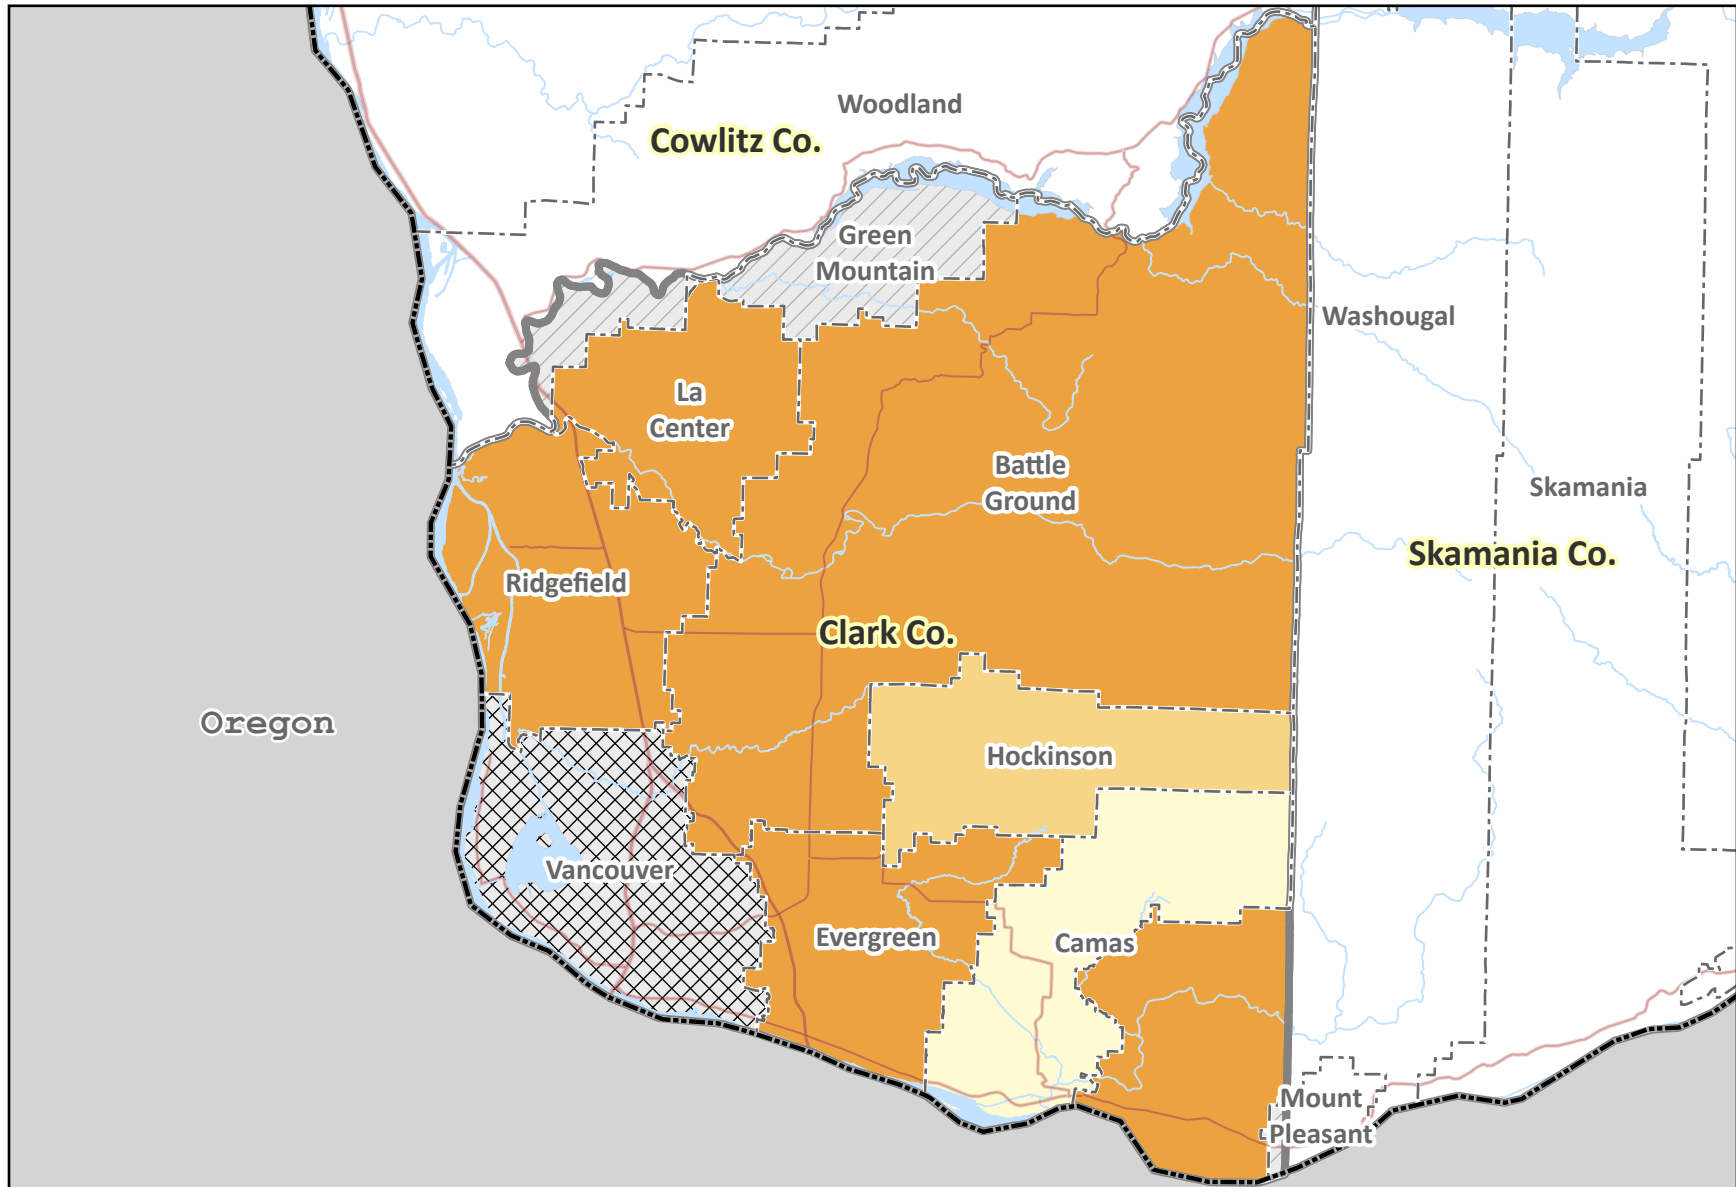 Woodland
Cowlitz Co.
Green
Mountain
Washougal
La
Center
Battle
Ground
Skamania
Skamania Co.
Ridgefield
Clark Co.
Oregon
Hockinson
Vancouver
Evergreen
Camas
Mount
Pleasant